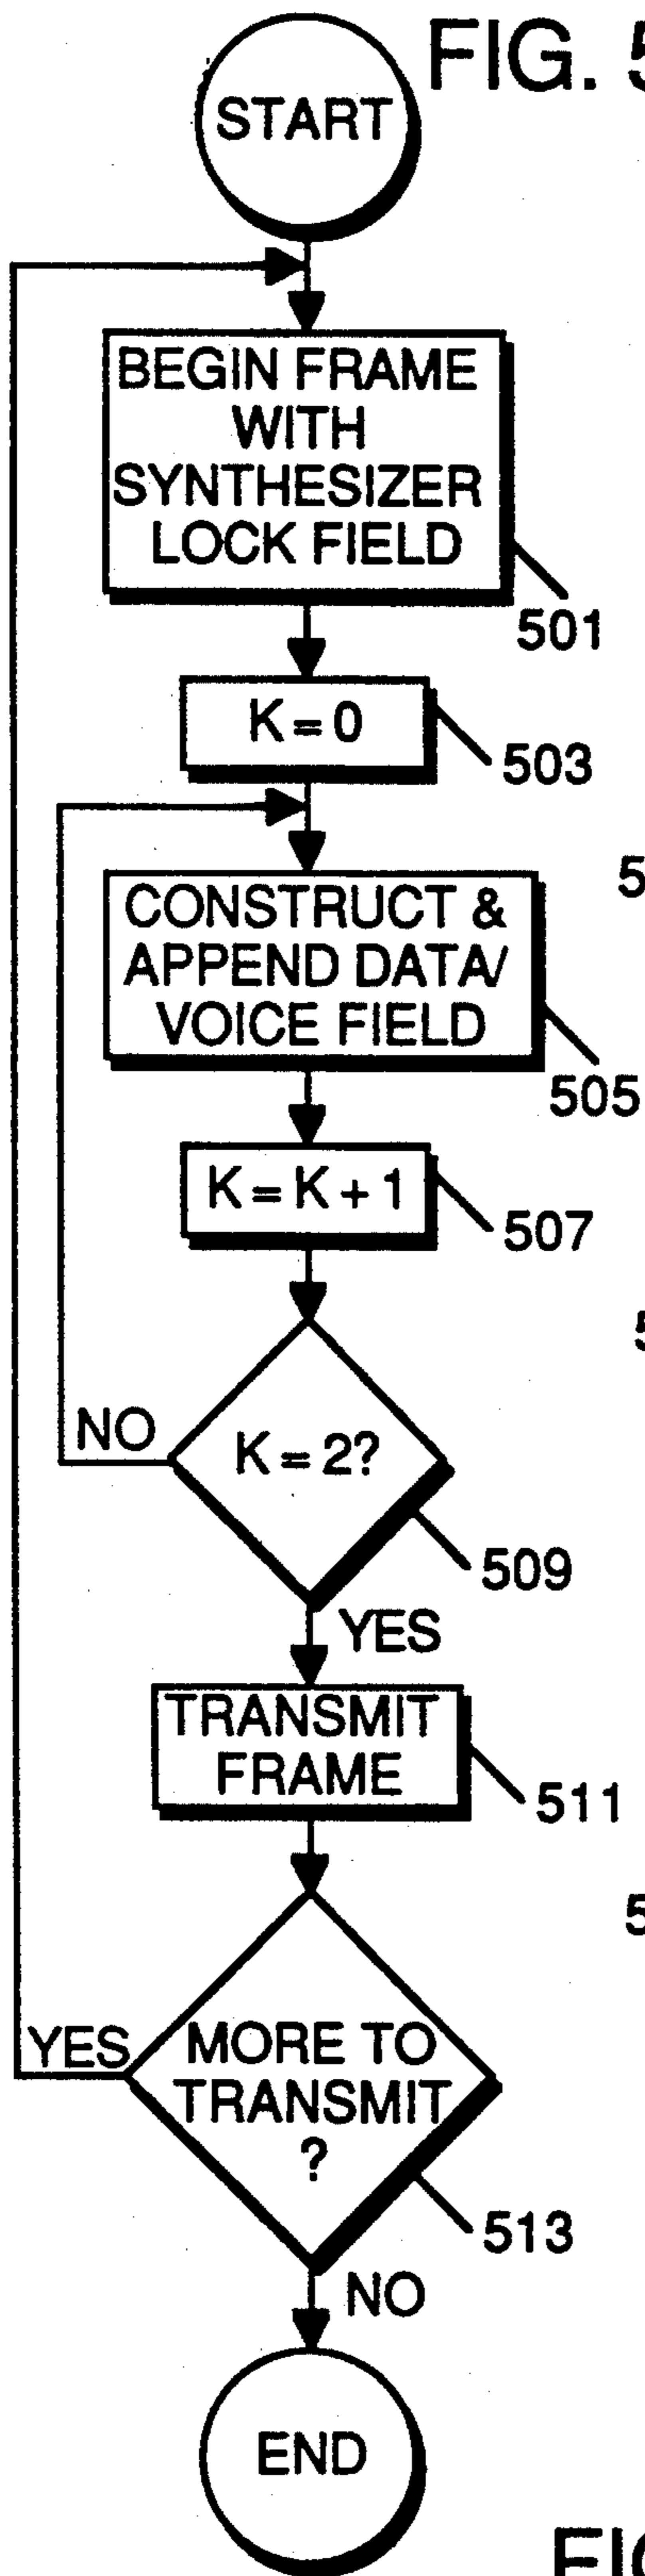 FIG. 5
START
BEGIN FRAME
WITH
SYNTHESIZER
LOCK FIELD
501
K = 0
503
CONSTRUCT &
APPEND DATA/
VOICE FIELD
505
K = K + 1
507
NO
K = 2?
509
YES
TRANSMIT
FRAME
511
YES
MORE TO
TRANSMIT
?
513
NO
END